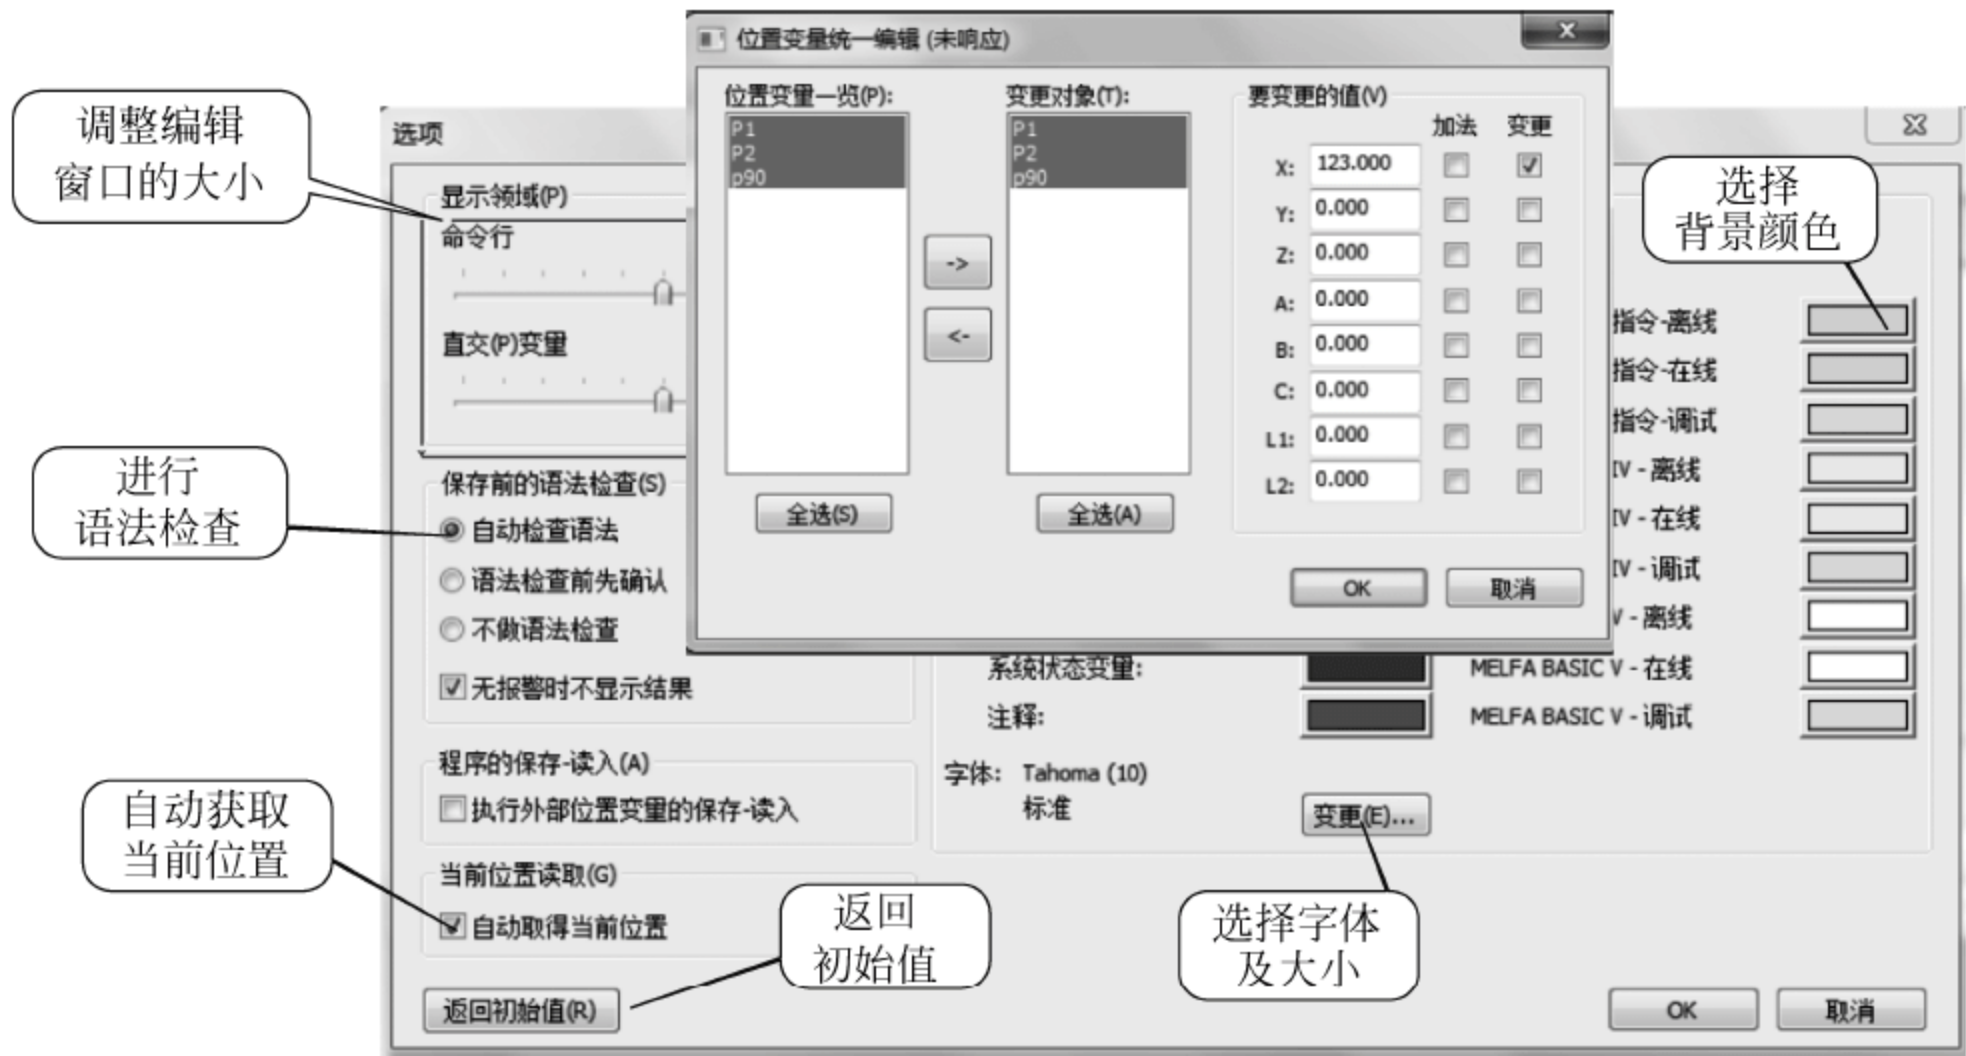 位置变量统一编辑 (未响应)
位置变量一览(P):
P1
P2
p90
全选(S)
->
<-
变更对象(T):
P1
P2
p90
全选(A)
要变更的值(V)
加法 变更
X: 123.000
Y: 0.000
Z: 0.000
A: 0.000
B: 0.000
C: 0.000
L1: 0.000
L2: 0.000
OK 取消
调整编辑
窗口的大小
选项
显示领域(P)
命令行
直交(P)变量
进行
语法检查
保存前的语法检查(S)
自动检查语法
语法检查前先确认
不做语法检查
无报警时不显示结果
程序的保存-读入(A)
执行外部位置变量的保存-读入
自动获取
当前位置
当前位置读取(G)
自动取得当前位置
返回
初始值
返回初始值(R)
选择
背景颜色
指令-离线
指令-在线
指令-调试
IV - 离线
IV - 在线
IV - 调试
V - 离线
系统状态变量:
MELFA BASIC V - 在线
注释:
MELFA BASIC V - 调试
字体: Tahoma (10)
标准
变更(E)...
选择字体
及大小
OK 取消